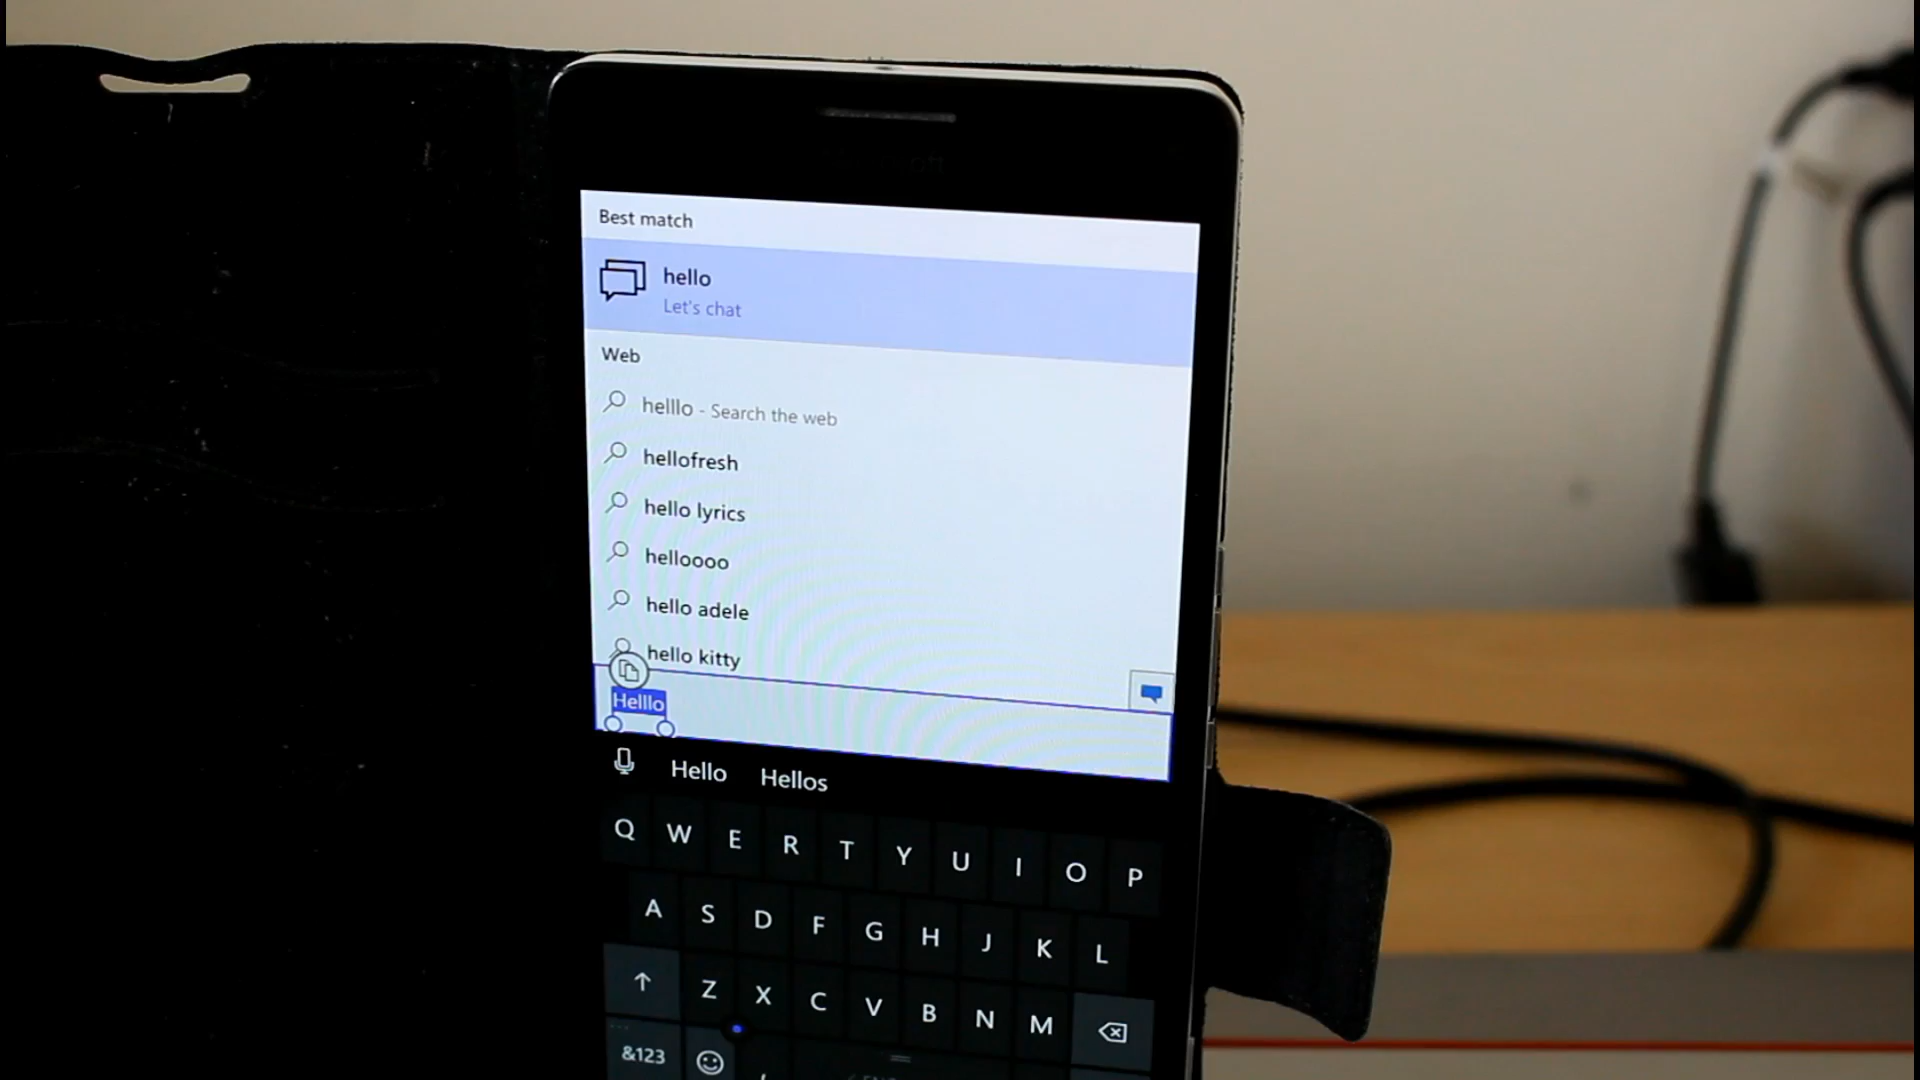 Best match
hello
Let's chat
Web
helllo - Search the web
hellofresh
hello lyrics
helloooo
hello adele
hello kitty
Helllo
Hello Hellos
Q W E R T Y U I O P
A S D F G H J K L
Z X C V B N M
&123